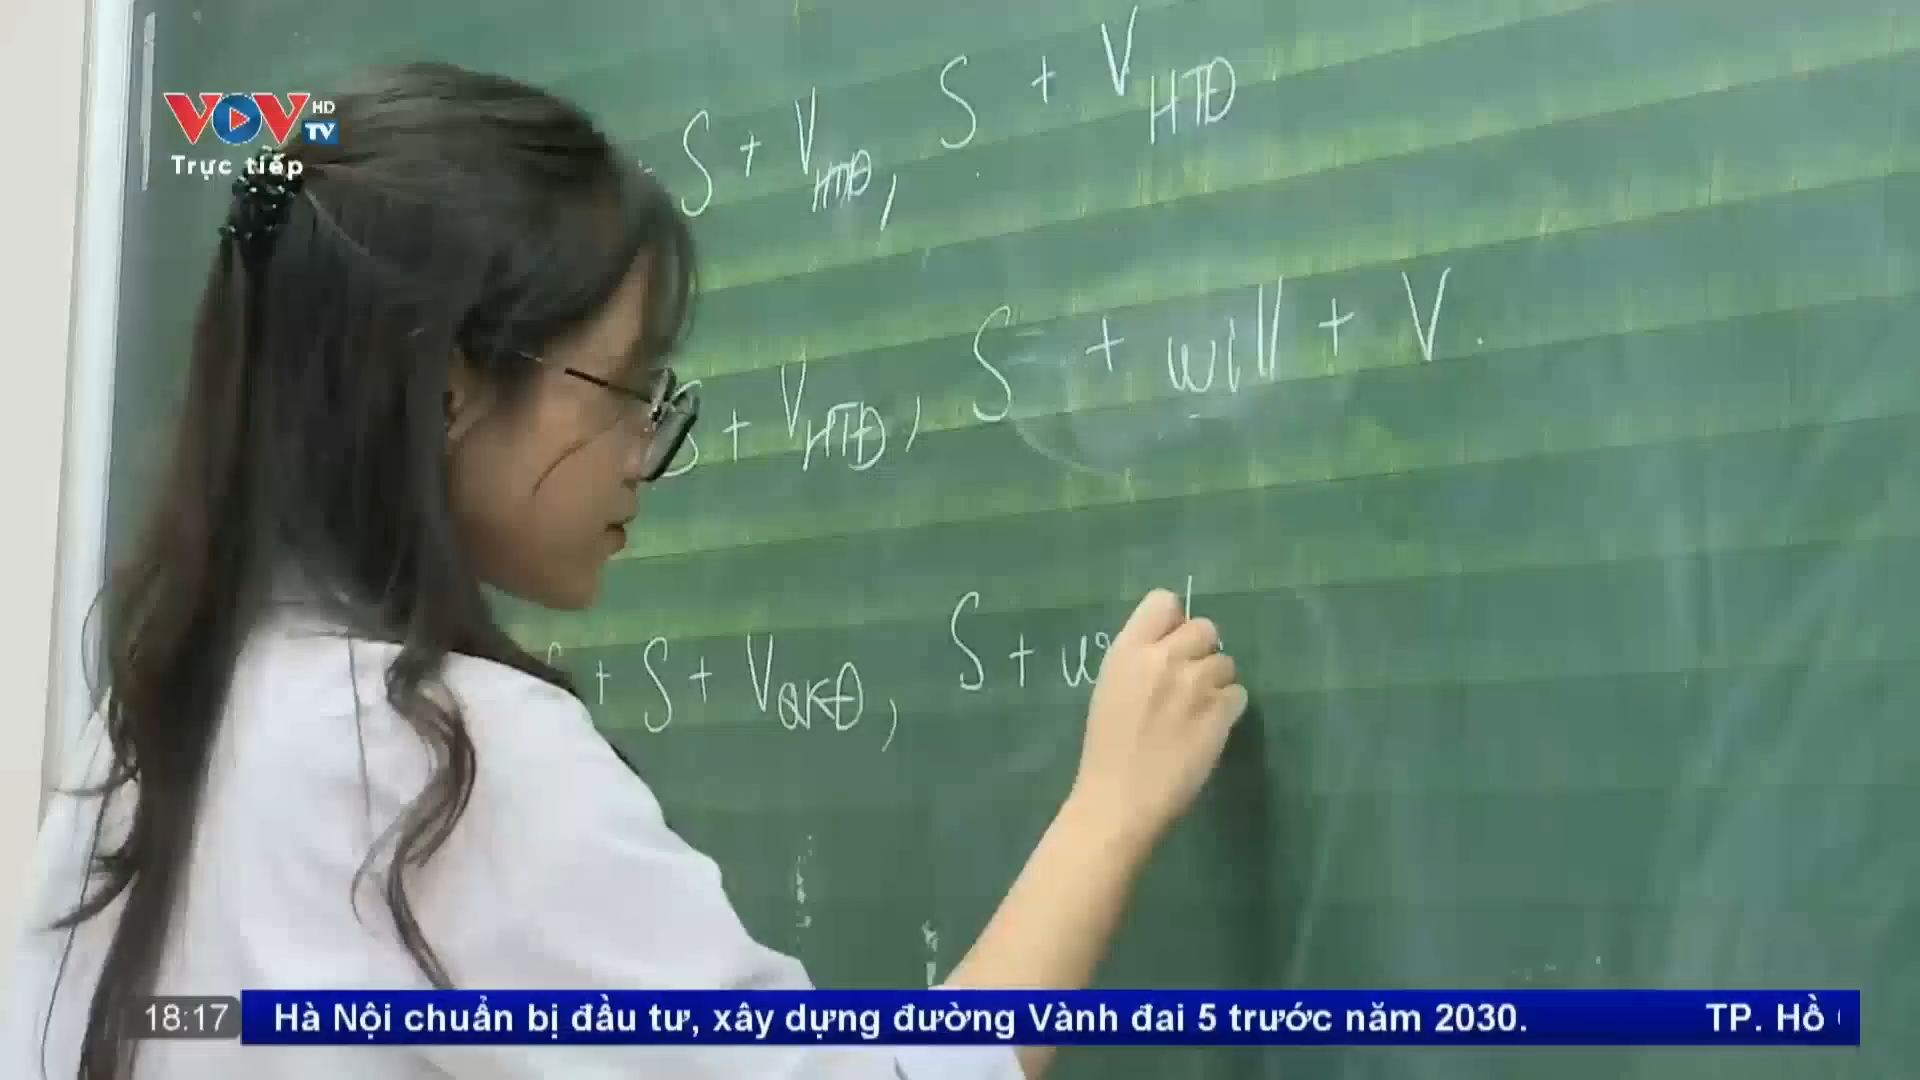 VOV HD
TV
Trực tiếp
S + V HTĐ, S + V HTĐ
S + V HTĐ, S + will + V.
+ S + V QKĐ, S +
18:17 Hà Nội chuẩn bị đầu tư, xây dựng đường Vành đai 5 trước năm 2030. TP. Hồ